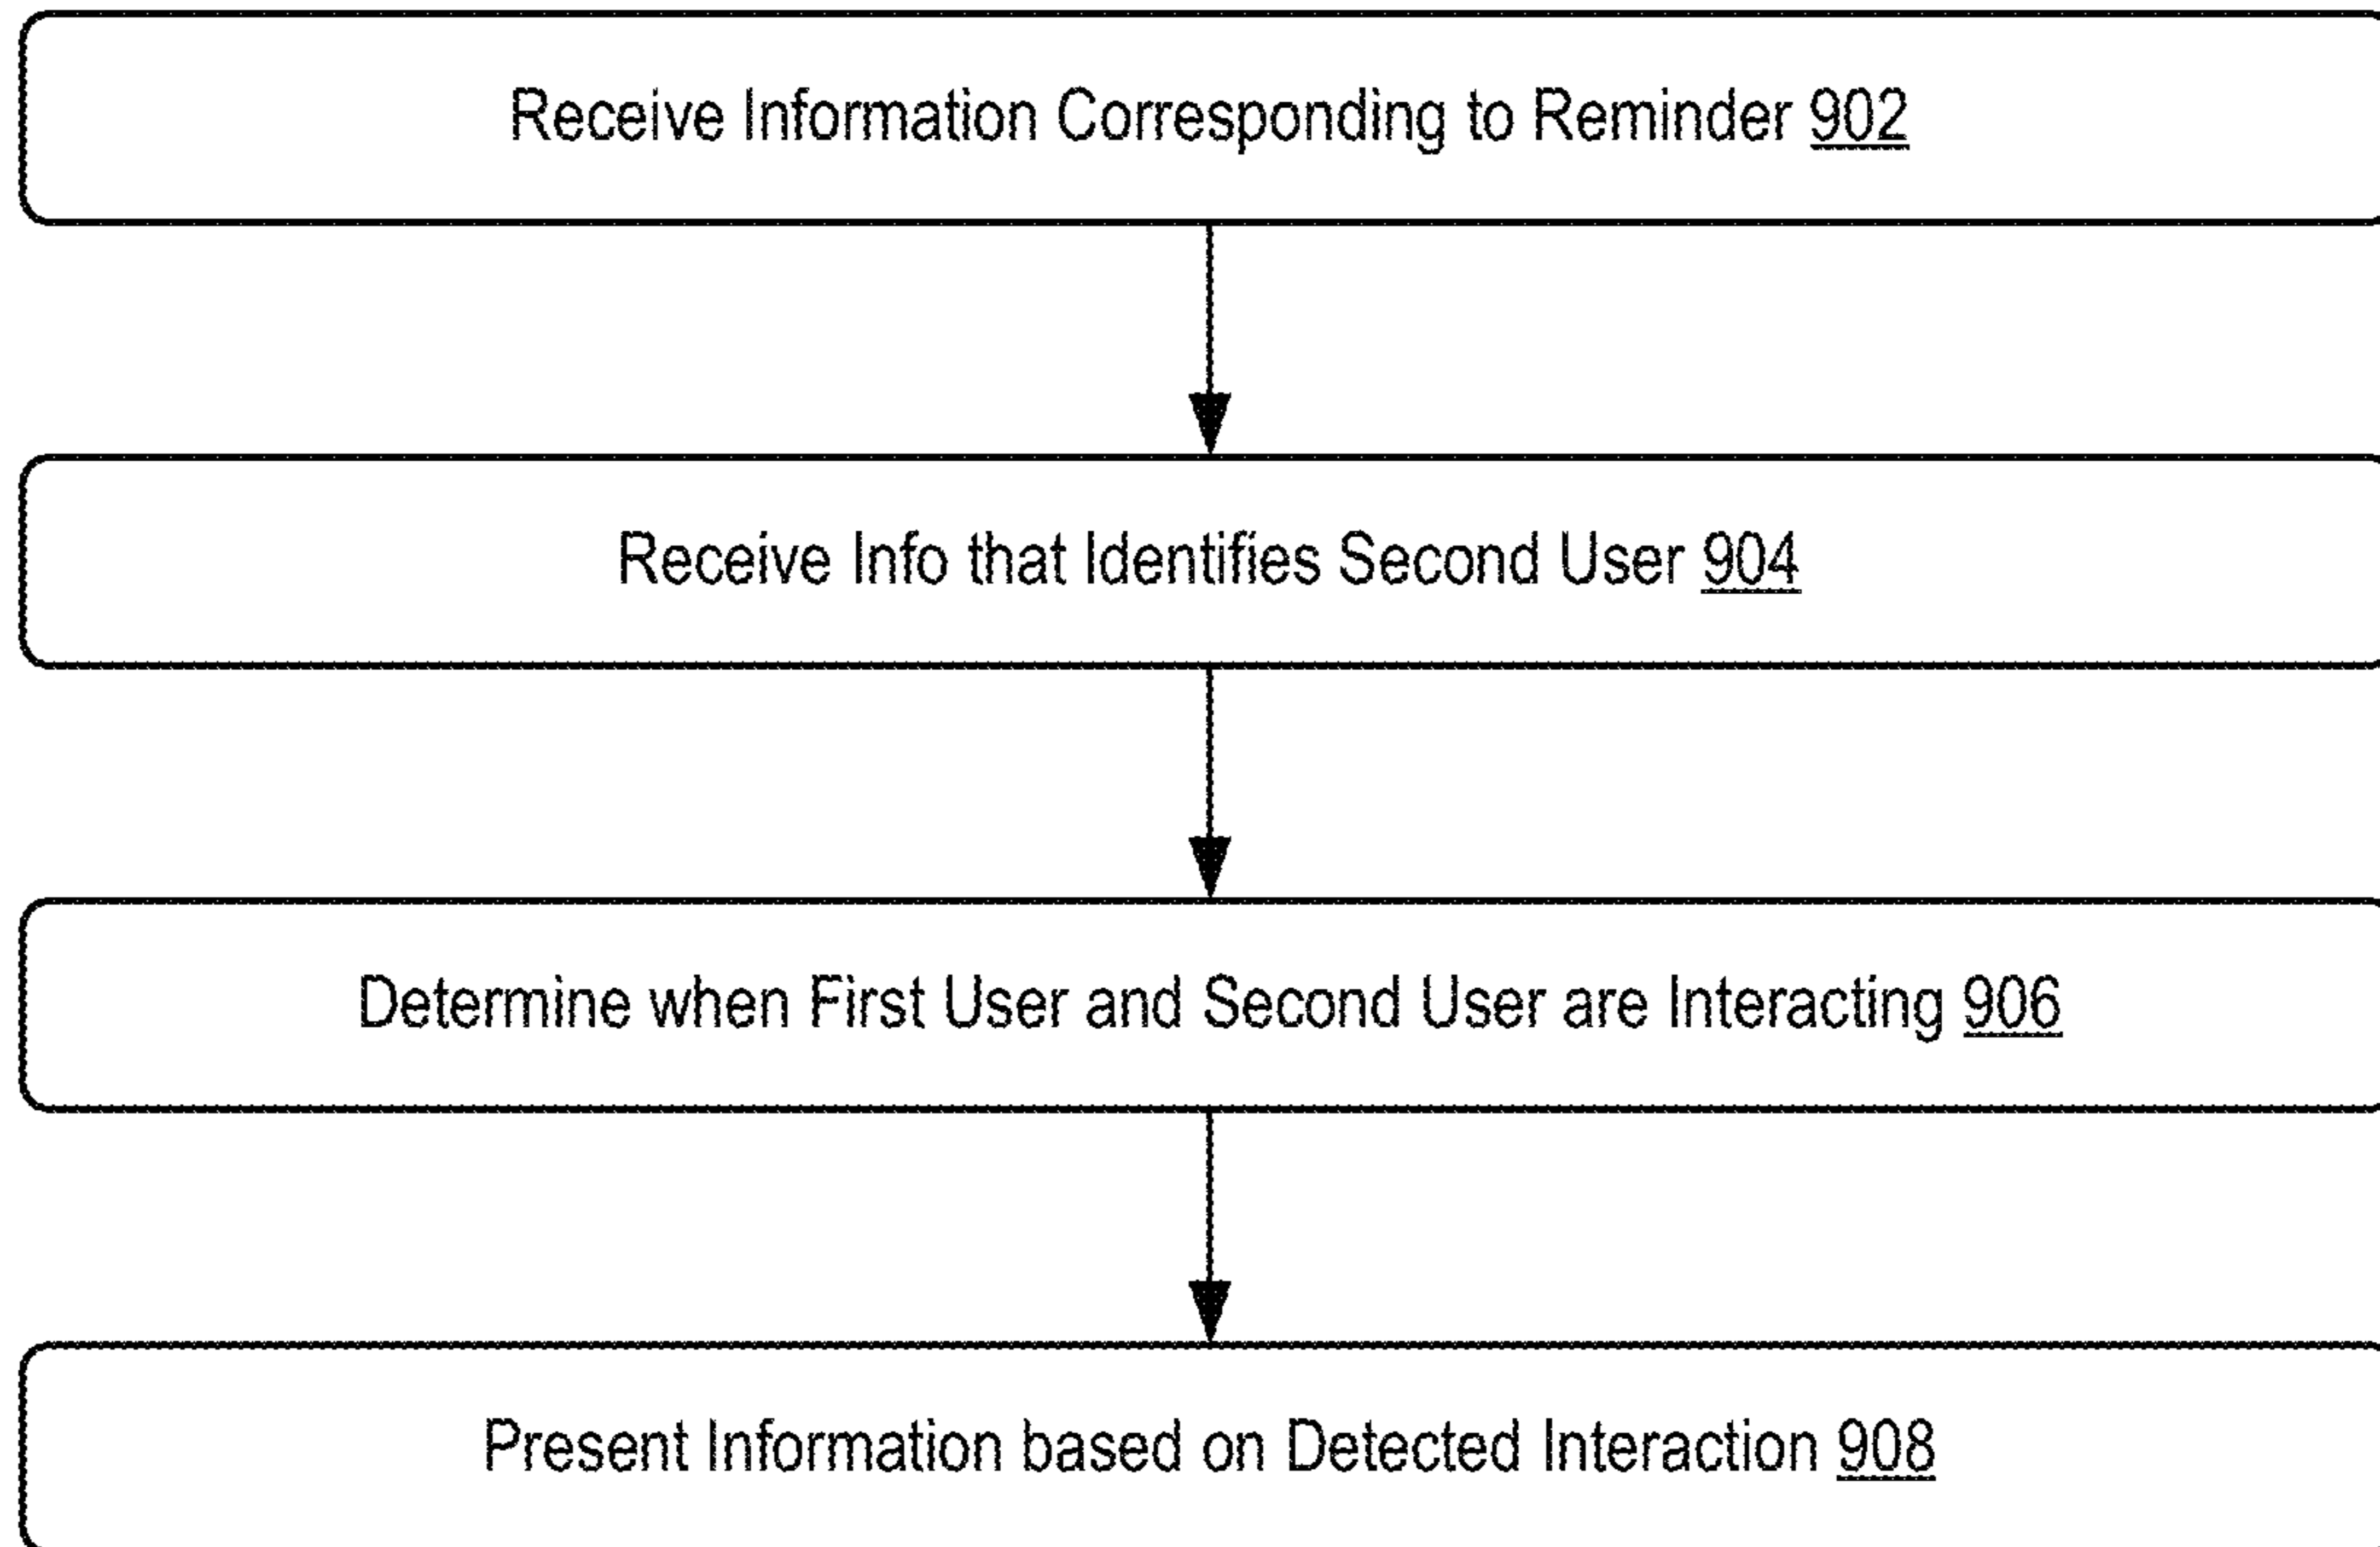 Receive Information Corresponding to Reminder 902
Receive Info that Identifies Second User 904
Determine when First User and Second User are Interacting 906
Present Information based on Detected Interaction 908